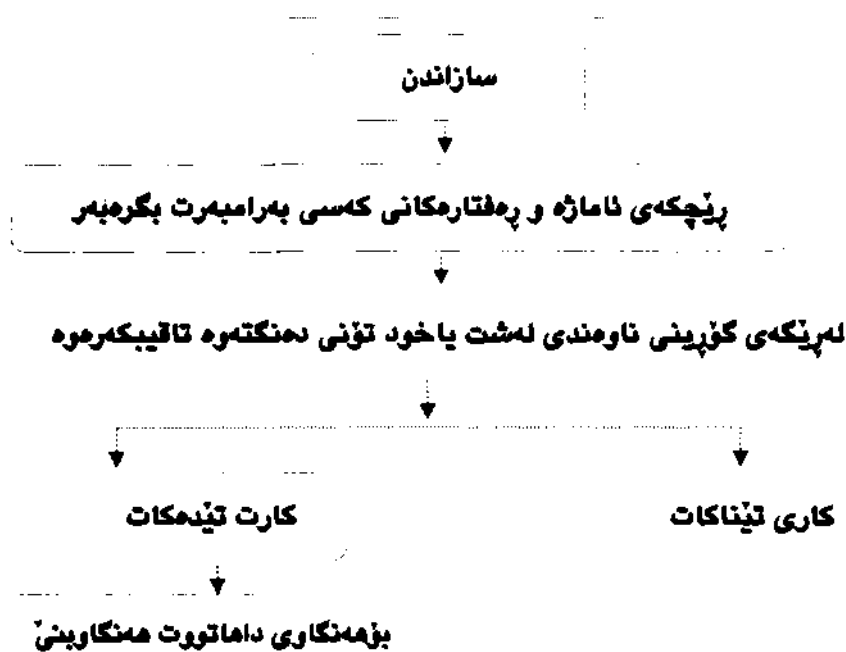 سازاندن
ڕێچکەی ئاماژە و ڕەفتارەکانی کەسی بەرامبەرت بگرەبەر
لەڕێگەی گۆڕینی ناوەندی لەشت یاخود تۆنی دەنگتەوە تاقیبکەرەوە
کاری تێناکات
کارت تێدەکات
بۆهەنگاوی داهاتووت هەنگاوبنێ